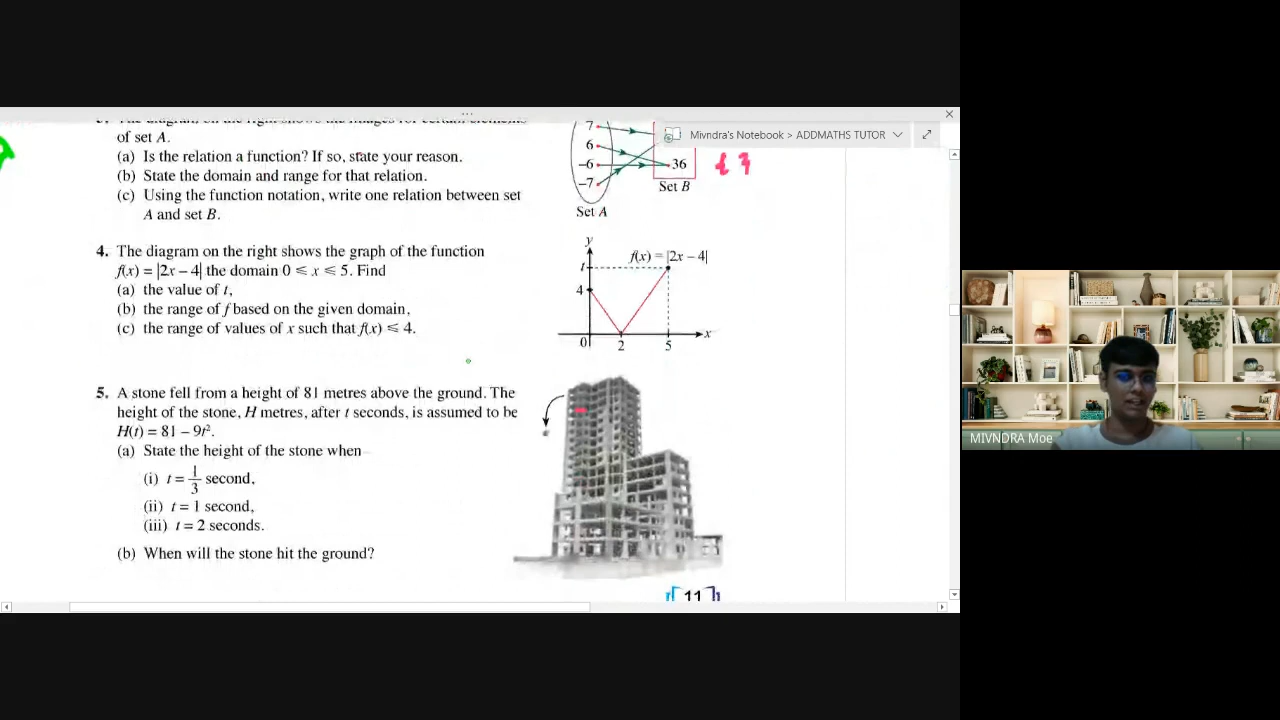 Mivndra's Notebook > ADDMATHS TUTOR
of set A.
(a) Is the relation a function? If so, state your reason.
(b) State the domain and range for that relation.
(c) Using the function notation, write one relation between set
A and set B.
7
6
–6
–7
36
{ }
Set B
Set A
4. The diagram on the right shows the graph of the function
f(x) = |2x – 4| the domain 0 ⩽ x ⩽ 5. Find
(a) the value of t,
(b) the range of f based on the given domain,
(c) the range of values of x such that f(x) ⩽ 4.
y
f(x) = |2x – 4|
t
4
0
2
5
x
5. A stone fell from a height of 81 metres above the ground. The
height of the stone, H metres, after t seconds, is assumed to be
H(t) = 81 – 9t².
(a) State the height of the stone when
(i) t = 1/3 second,
(ii) t = 1 second,
(iii) t = 2 seconds.
(b) When will the stone hit the ground?
11
MIVNDRA Moe